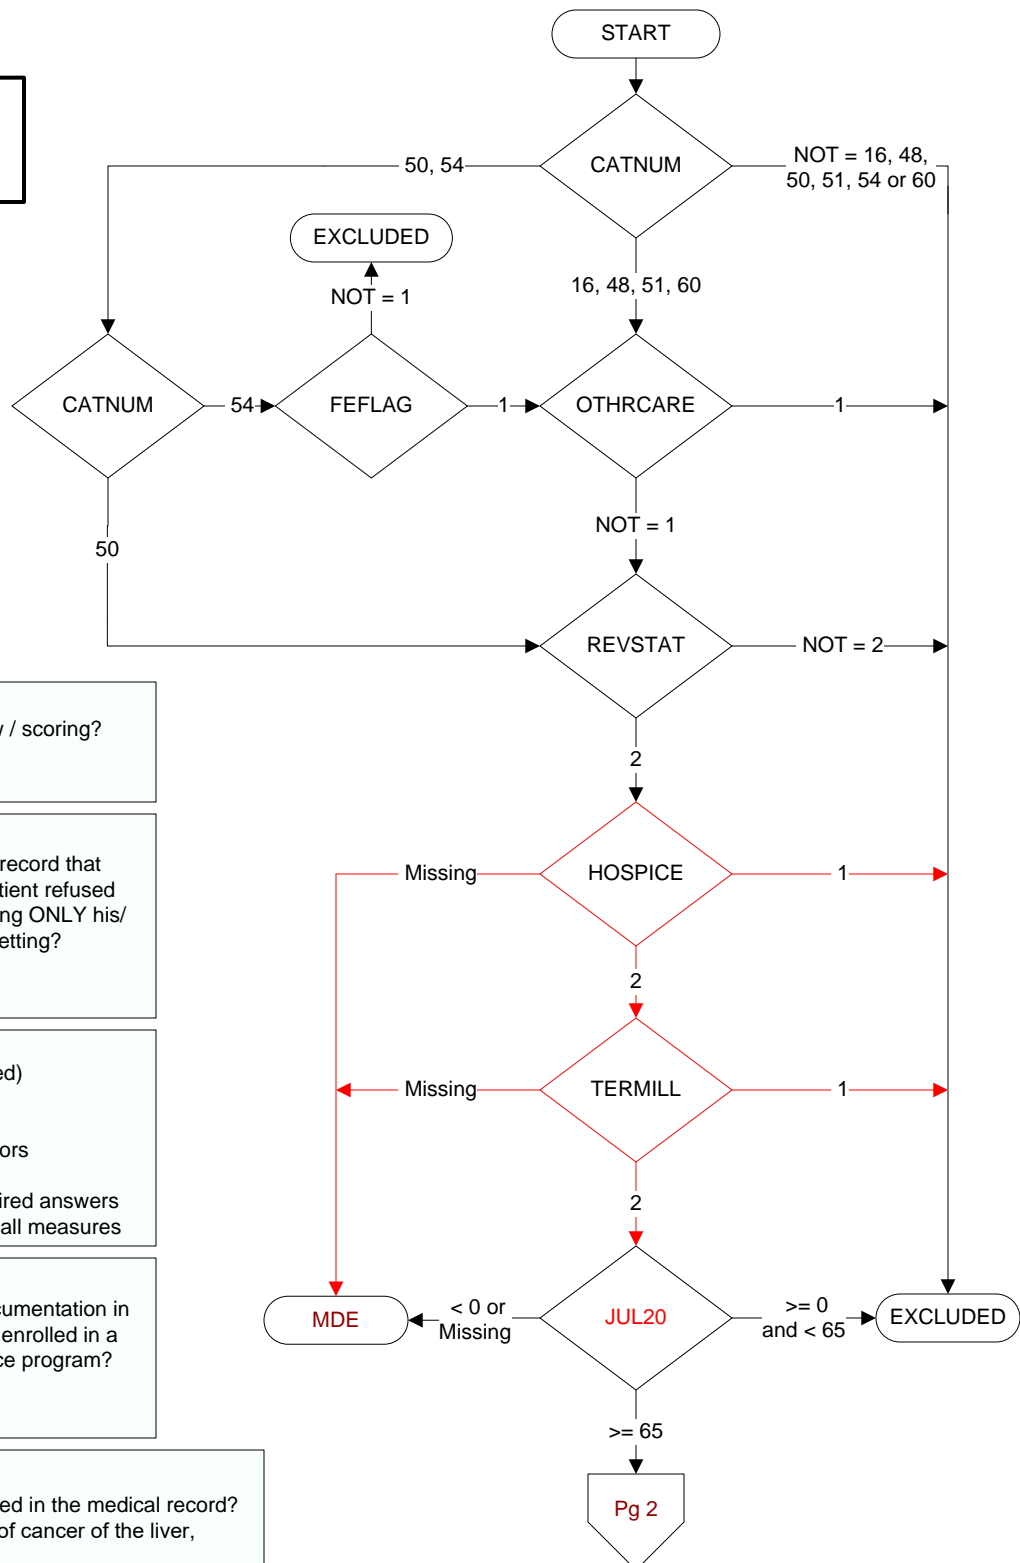 START
CATNUM
50, 54
NOT = 16, 48,
50, 51, 54 or 60
EXCLUDED
NOT = 1
16, 48, 51, 60
CATNUM
54
FEFLAG
1
OTHRCARE
1
NOT = 1
50
REVSTAT
NOT = 2
2
/ scoring?
record that
tient refused
ng ONLY his/
etting?
Missing
HOSPICE
1
2
ed)
ors
ired answers
all measures
Missing
TERMILL
1
2
cumentation in
enrolled in a
ce program?
MDE
< 0 or
Missing
JUL20
>= 0
and < 65
EXCLUDED
>= 65
ed in the medical record?
of cancer of the liver,
Pg 2